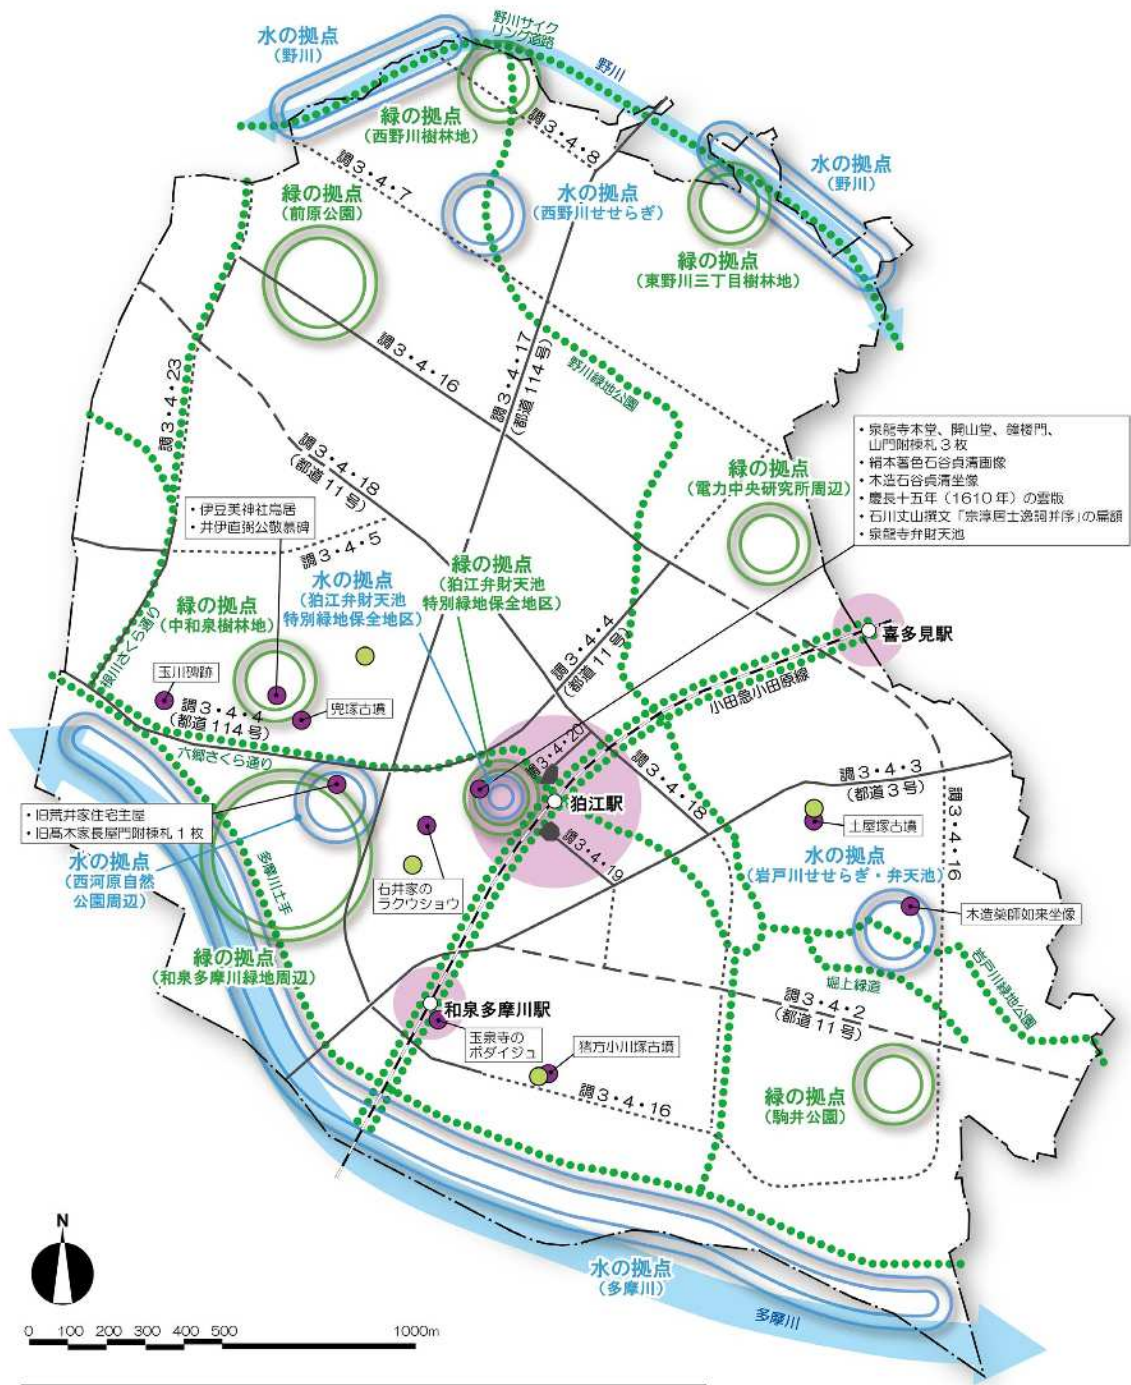 水の拠点
(野川)
野川サイク
リング道路
野川
緑の拠点
(西野川樹林地)
調3・4・8
調3・4・7
水の拠点
(西野川せせらぎ)
水の拠点
(野川)
緑の拠点
(前原公園)
緑の拠点
(東野川三丁目樹林地)
調3・4・23
調3・4・16
調3・4・17
(都道114号)
野川緑地公園
調3・4・18
(都道11号)
・泉龍寺本堂、開山堂、鐘楼門、
山門附棟札3枚
・絹本著色石谷貞清画像
・木造石谷貞清坐像
・慶長十五年(1610年)の雲版
・石川丈山撰文「宗淳居士逸詞并序」の扁額
・泉龍寺弁財天池
緑の拠点
(電力中央研究所周辺)
・伊豆美神社鳥居
・井伊直弼公敬慕碑
調3・4・5
水の拠点
(狛江弁財天池
特別緑地保全地区)
緑の拠点
(狛江弁財天池
特別緑地保全地区)
緑の拠点
(中和泉樹林地)
根川さくら通り
玉川碑跡
兜塚古墳
調3・4・4
(都道114号)
六郷さくら通り
調3・4・4
(都道11号)
喜多見駅
小田急小田原線
調3・4・20
狛江駅
調3・4・18
調3・4・19
調3・4・3
(都道3号)
調3・4・16
土屋塚古墳
・旧荒井家住宅主屋
・旧髙木家長屋門附棟札1枚
水の拠点
(西河原自然
公園周辺)
多摩川土手
石井家の
ラクウショウ
水の拠点
(岩戸川せせらぎ・弁天池)
木造薬師如来坐像
岩戸川緑地公園
堀上緑道
緑の拠点
(和泉多摩川緑地周辺)
和泉多摩川駅
玉泉寺の
ボダイジュ
猪方小川塚古墳
調3・4・2
(都道11号)
調3・4・16
緑の拠点
(駒井公園)
水の拠点
(多摩川)
多摩川
N
0 100 200 300 400 500 1000m